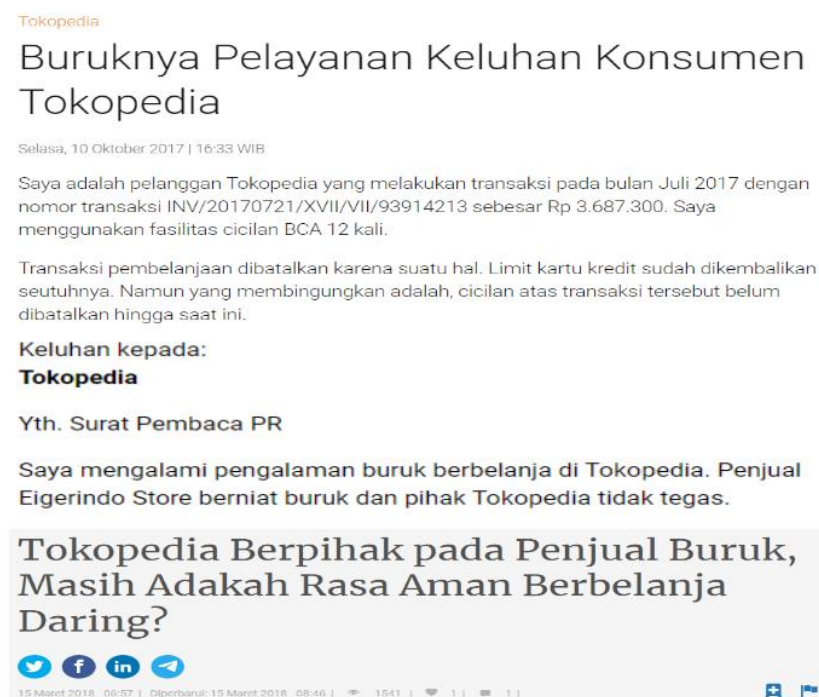 Tokopedia
Buruknya Pelayanan Keluhan Konsumen
Tokopedia
Selasa, 10 Oktober 2017 | 16:33 WIB
Saya adalah pelanggan Tokopedia yang melakukan transaksi pada bulan Juli 2017 dengan
nomor transaksi INV/20170721/XVII/VII/93914213 sebesar Rp 3.687.300. Saya
menggunakan fasilitas cicilan BCA 12 kali.
Transaksi pembelanjaan dibatalkan karena suatu hal. Limit kartu kredit sudah dikembalikan
seutuhnya. Namun yang membingungkan adalah, cicilan atas transaksi tersebut belum
dibatalkan hingga saat ini.
Keluhan kepada:
Tokopedia
Yth. Surat Pembaca PR
Saya mengalami pengalaman buruk berbelanja di Tokopedia. Penjual
Eigerindo Store berniat buruk dan pihak Tokopedia tidak tegas.
Tokopedia Berpihak pada Penjual Buruk,
Masih Adakah Rasa Aman Berbelanja
Daring?
15 Maret 2018 06:57 | Diperbarui: 15 Maret 2018 08:46 | 1541 | 1 | 1 |